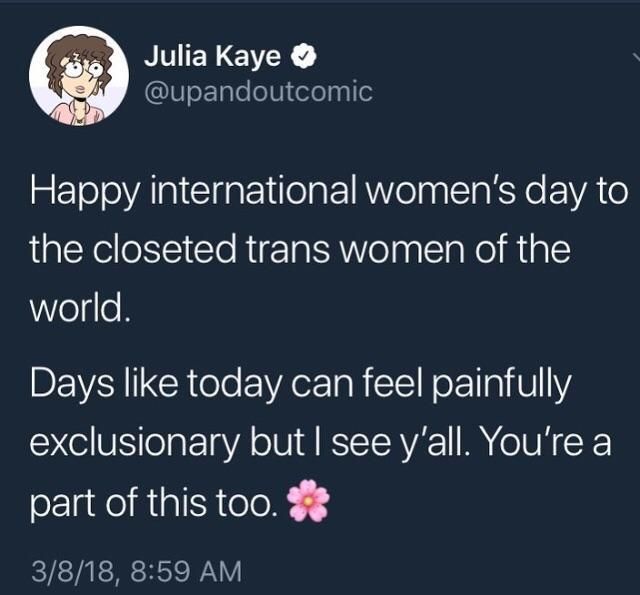 Julia Kaye
@upandoutcomic
Happy international women's day to
the closeted trans women of the
world.
Days like today can feel painfully
exclusionary but I see y'all. You're a
part of this too. 🌸
3/8/18, 8:59 AM